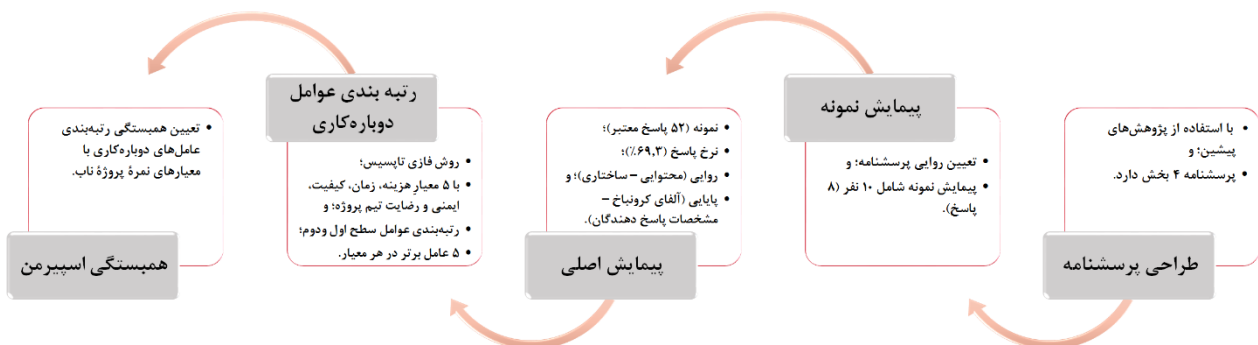 با استفاده از پژوهش‌های
پیشین؛ و
پرسشنامه ۴ بخش دارد.
طراحی پرسشنامه
پیمایش نمونه
تعیین روایی پرسشنامه؛ و
پیمایش نمونه شامل ۱۰ نفر (۸
پاسخ).
نمونه (۵۲ پاسخ معتبر)؛
نرخ پاسخ (۶۹٫۳٪)؛
روایی (محتوایی – ساختاری)؛ و
پایایی (آلفای کرونباخ –
مشخصات پاسخ دهندگان).
پیمایش اصلی
رتبه بندی عوامل
دوباره‌کاری
روش فازی تاپسیس؛
با ۵ معیارِ هزینه، زمان، کیفیت،
ایمنی و رضایت تیم پروژه؛ و
رتبه‌بندی عوامل سطح اول ودوم؛
۵ عامل برتر در هر معیار.
تعیین همبستگی رتبه‌بندی
عامل‌های دوباره‌کاری با
معیارهای نمرهٔ پروژهٔ ناب.
همبستگی اسپیرمن